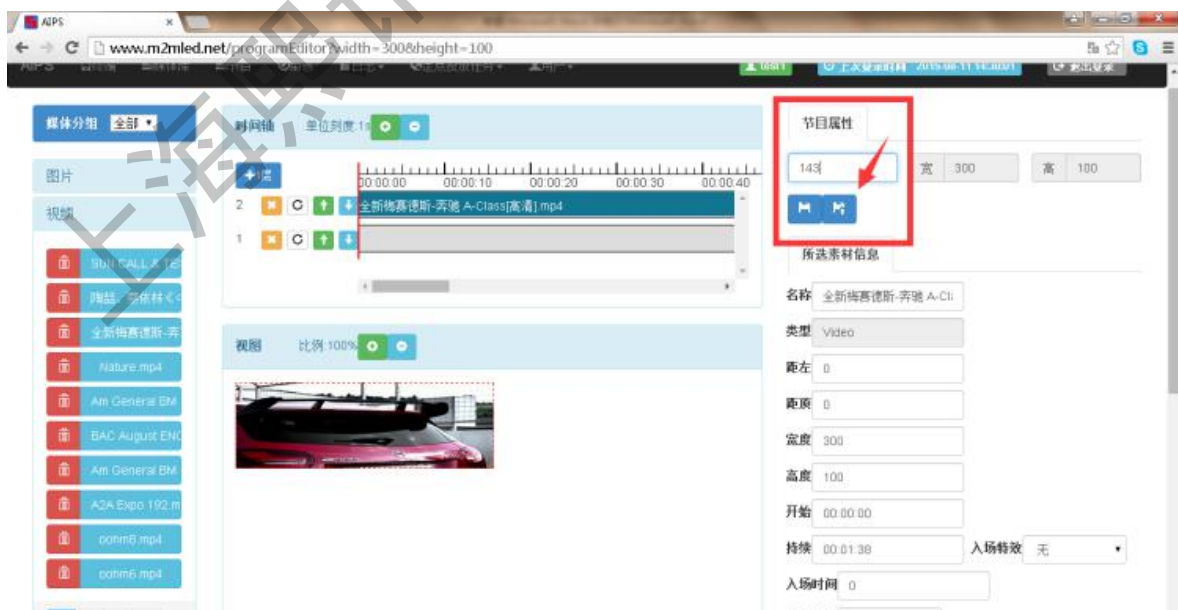 AIPS
www.m2mled.net/programEditor?width=300&height=100
媒体分组 全部
图片
视频
SUN CALL & TE
全新梅赛德斯-奔
Nature.mp4
Am General BM
BAC August ENG
Am General BM
A2A Expo 192.m
oohm8.mp4
oohm6.mp4
时间轴 单位刻度:1s
00:00:00 00:00:10 00:00:20 00:00:30 00:00:40
2 全新梅赛德斯-奔驰 A-Class[高清].mp4
1
视图 比例:100%
节目属性
143 宽 300 高 100
所选素材信息
名称 全新梅赛德斯-奔驰 A-Cl
类型 Video
距左 0
距顶 0
宽度 300
高度 100
开始 00:00:00
持续 00:01:38 入场特效 无
入场时间 0
上海熙讯